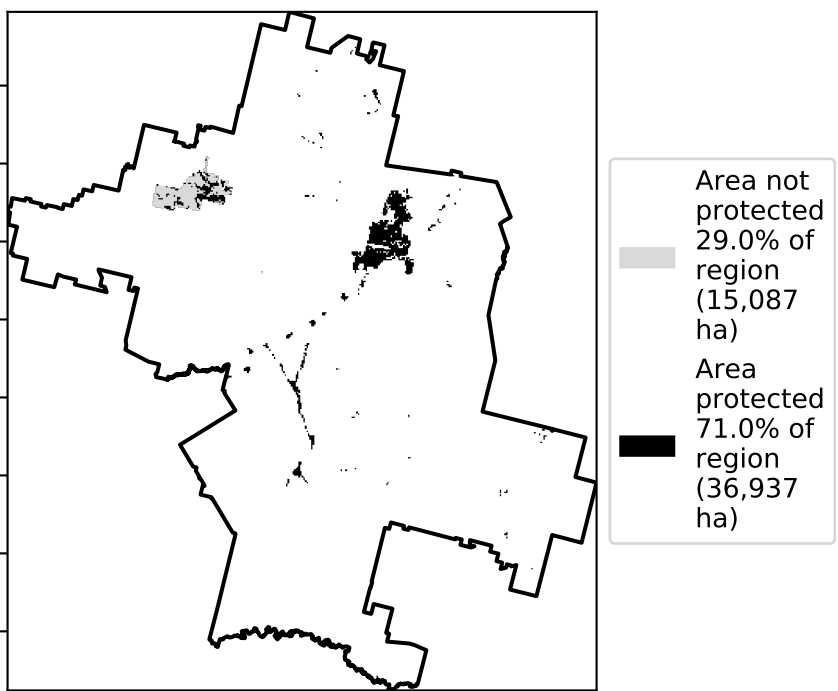 Area not
protected
29.0% of
region
(15,087
ha)
Area
protected
71.0% of
region
(36,937
ha)